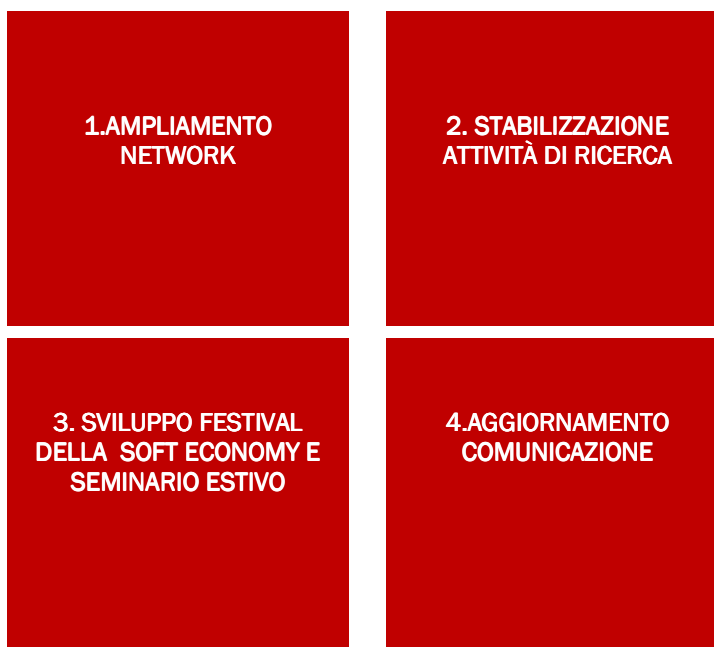 1.AMPLIAMENTO
NETWORK
2. STABILIZZAZIONE
ATTIVITÀ DI RICERCA
3. SVILUPPO FESTIVAL
DELLA  SOFT ECONOMY E
SEMINARIO ESTIVO
4.AGGIORNAMENTO
COMUNICAZIONE